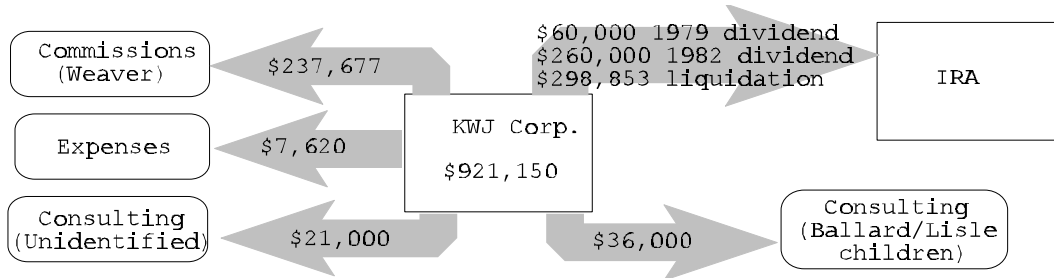 Commissions
(Weaver)
$237,677
$60,000 1979 dividend
$260,000 1982 dividend
$298,853 liquidation
IRA
Expenses
$7,620
KWJ Corp.
$921,150
Consulting
(Unidentified)
$21,000
$36,000
Consulting
(Ballard/Lisle
children)